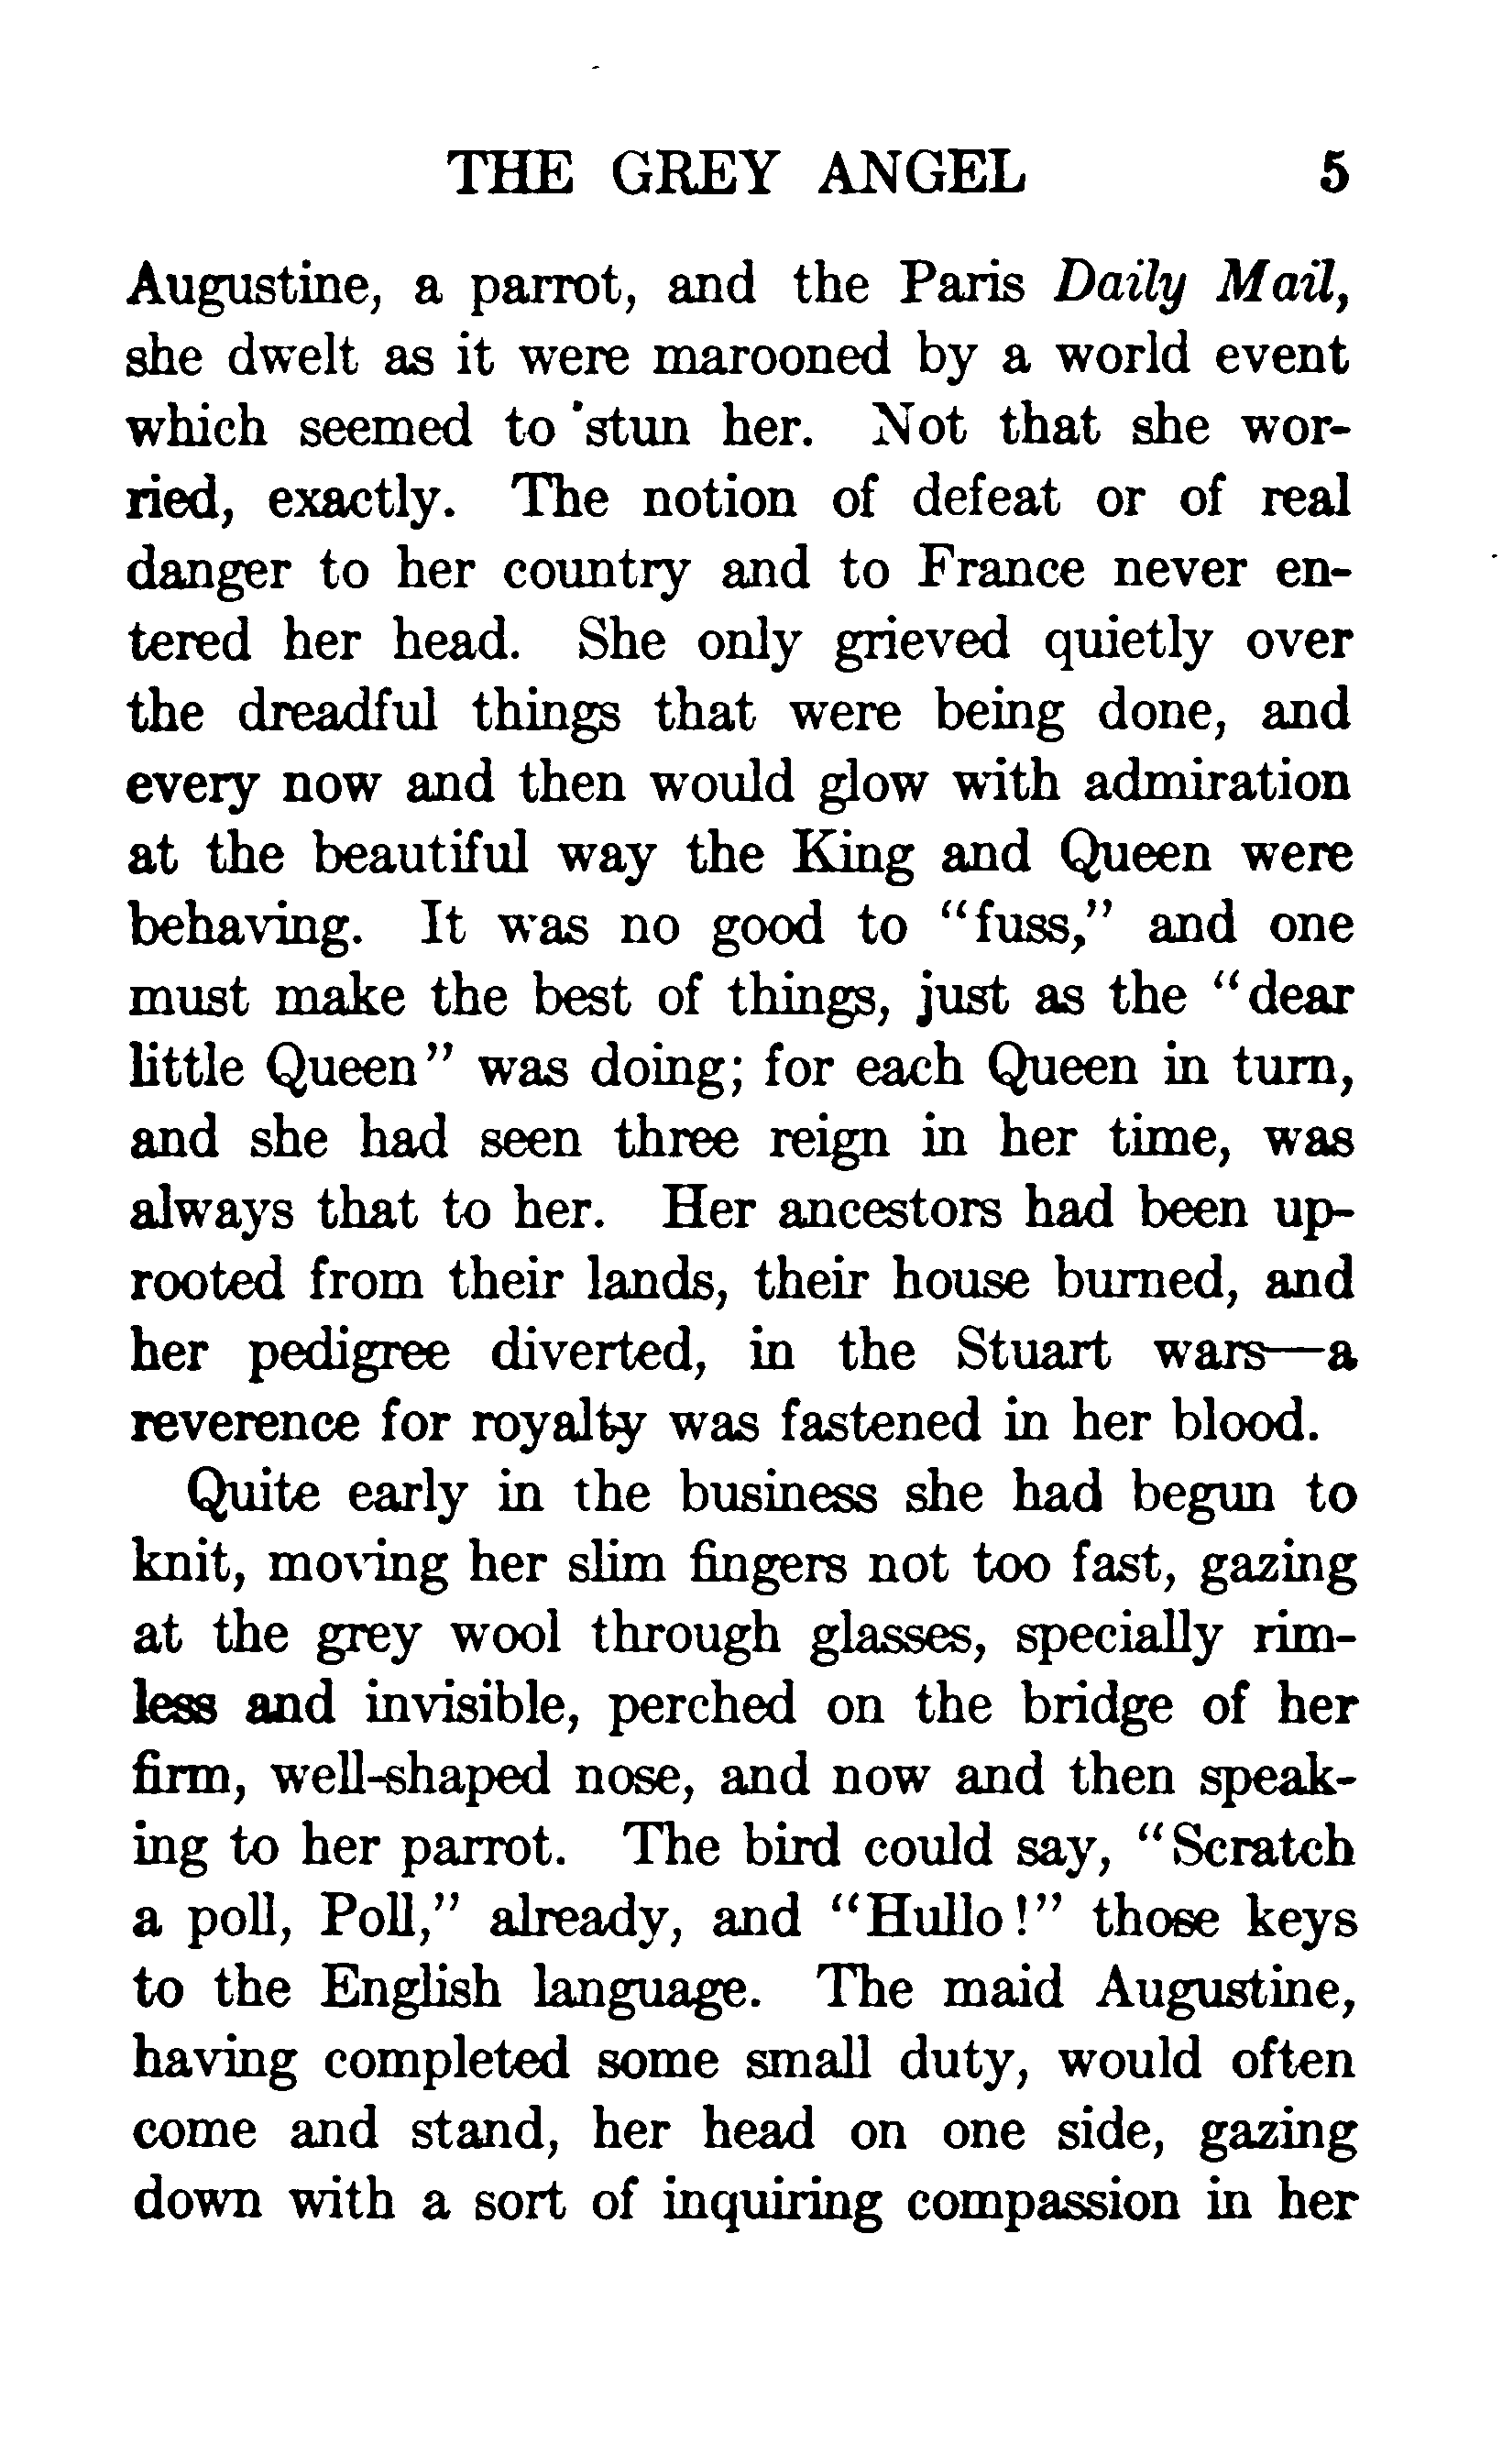 THE GREY ANGEL 5
Augustine, a parrot, and the Paris Daily Mail,
she dwelt as it were marooned by a world event
which seemed to stun her. Not that she wor-
ried, exactly. The notion of defeat or of real
danger to her country and to France never en-
tered her head. She only grieved quietly over
the dreadful things that were being done, and
every now and then would glow with admiration
at the beautiful way the King and Queen were
behaving. It was no good to "fuss," and one
must make the best of things, just as the "dear
little Queen" was doing; for each Queen in turn,
and she had seen three reign in her time, was
always that to her. Her ancestors had been up-
rooted from their lands, their house burned, and
her pedigree diverted, in the Stuart wars—a
reverence for royalty was fastened in her blood.
Quite early in the business she had begun to
knit, moving her slim fingers not too fast, gazing
at the grey wool through glasses, specially rim-
less and invisible, perched on the bridge of her
firm, well-shaped nose, and now and then speak-
ing to her parrot. The bird could say, "Scratch
a poll, Poll," already, and "Hullo!" those keys
to the English language. The maid Augustine,
having completed some small duty, would often
come and stand, her head on one side, gazing
down with a sort of inquiring compassion in her